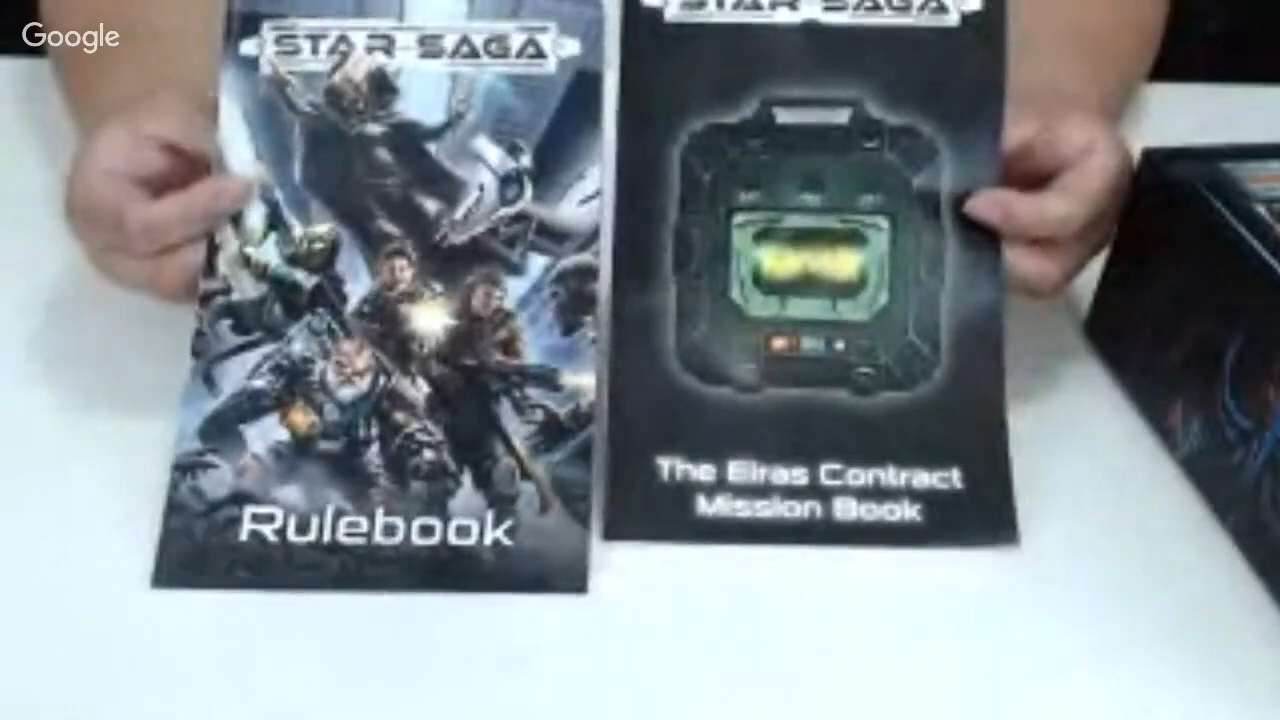 Google
STAR SAGA
Rulebook
STAR SAGA
The Eiras Contract
Mission Book